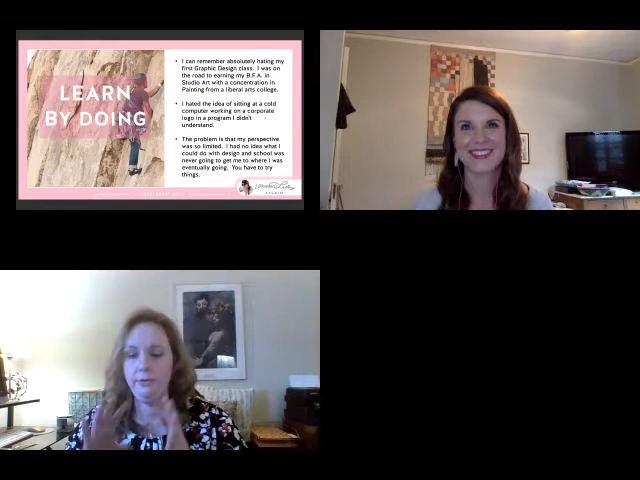 LEARN
BY DOING
• I can remember absolutely hating my
first Graphic Design class. I was on
the road to earning my B.F.A. in
Studio Art with a concentration in
Painting from a liberal arts college.
• I hated the idea of sitting at a cold
computer working on a corporate
logo in a program I didn't
understand.
• The problem is that my perspective
was so limited. I had no idea what I
could do with design and school was
never going to get me to where I was
eventually going. You have to try
things.
STUDIO